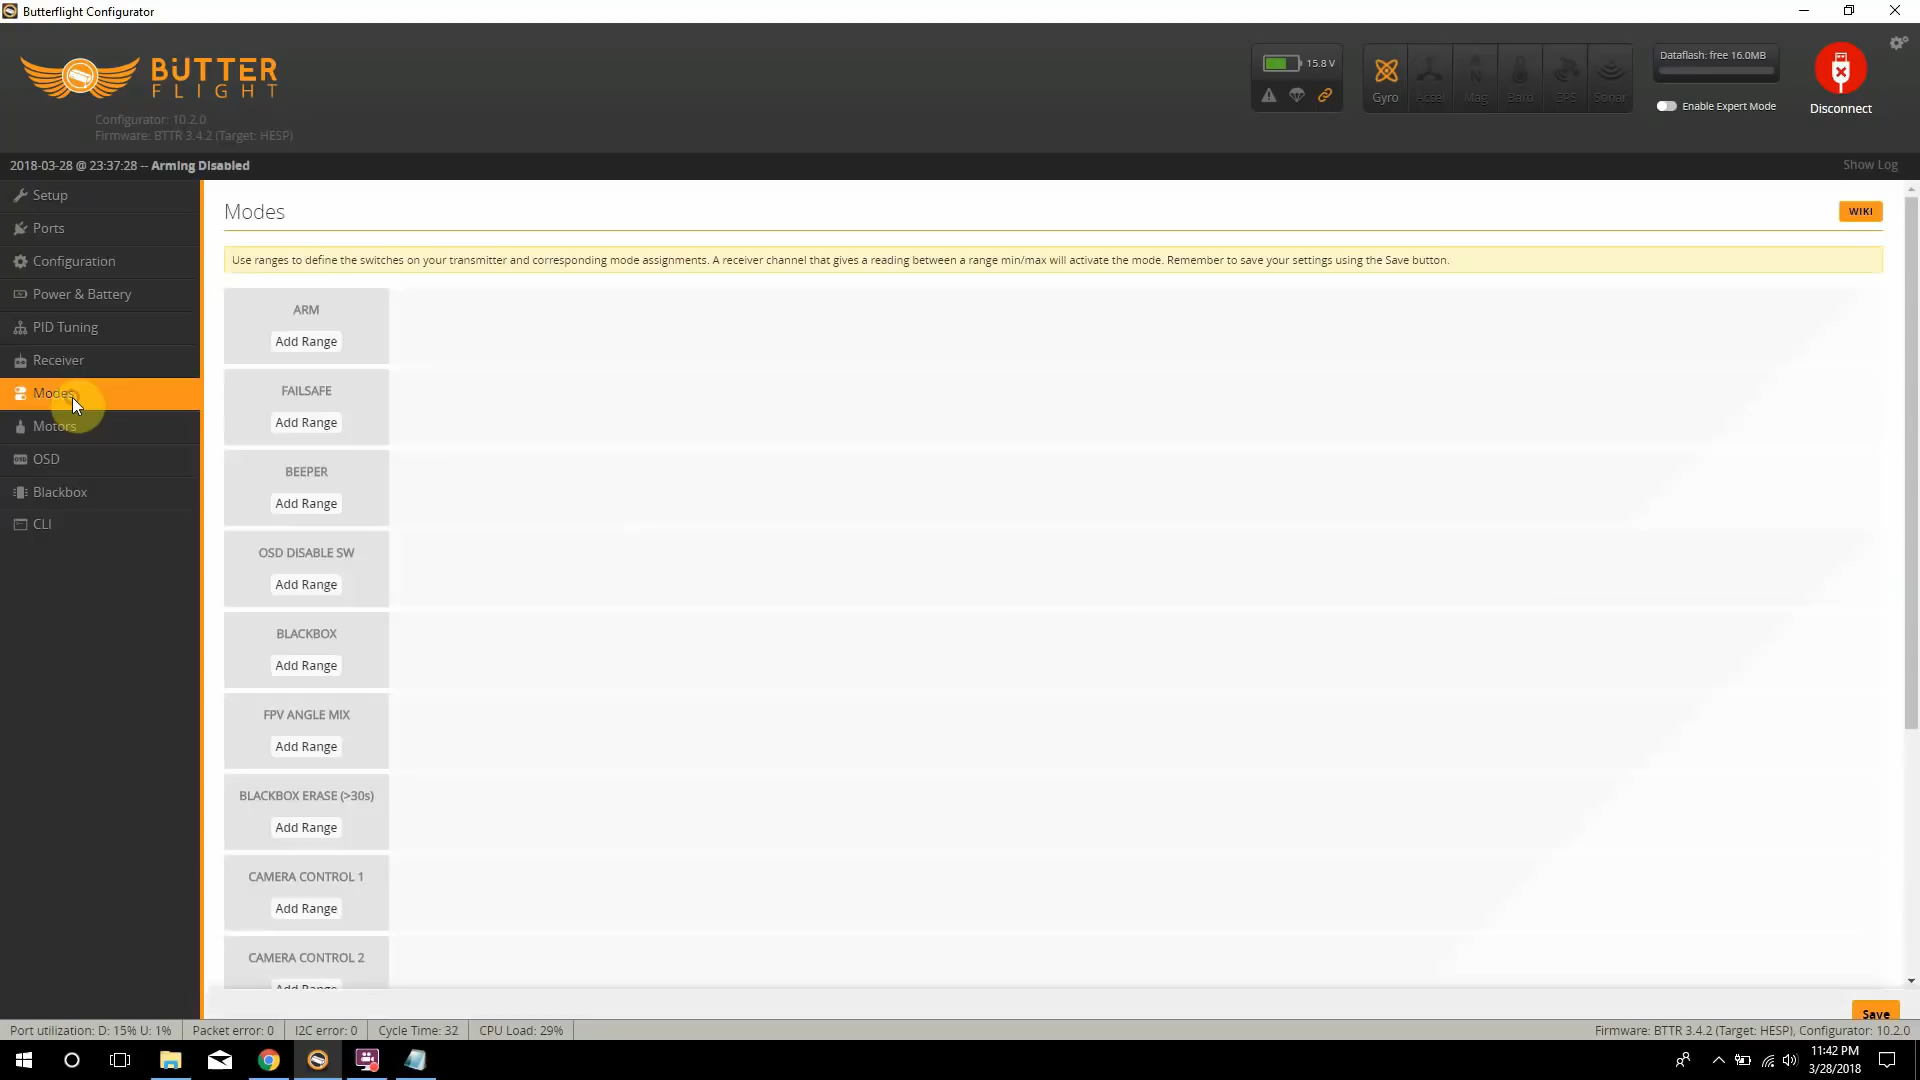 Butterflight Configurator
BUTTER
FLIGHT
Configurator: 10.2.0
Firmware: BTTR 3.4.2 (Target: HESP)
15.8 V
Gyro
Accel
Mag
Baro
GPS
Sonar
Dataflash: free 16.0MB
Enable Expert Mode
Disconnect
2018-03-28 @ 23:37:28 -- Arming Disabled
Show Log
Setup
Ports
Configuration
Power & Battery
PID Tuning
Receiver
Modes
Motors
OSD
Blackbox
CLI
Modes
WIKI
Use ranges to define the switches on your transmitter and corresponding mode assignments. A receiver channel that gives a reading between a range min/max will activate the mode. Remember to save your settings using the Save button.
ARM
Add Range
FAILSAFE
Add Range
BEEPER
Add Range
OSD DISABLE SW
Add Range
BLACKBOX
Add Range
FPV ANGLE MIX
Add Range
BLACKBOX ERASE (>30s)
Add Range
CAMERA CONTROL 1
Add Range
CAMERA CONTROL 2
Add Range
Save
Port utilization: D: 15% U: 1%
Packet error: 0
I2C error: 0
Cycle Time: 32
CPU Load: 29%
Firmware: BTTR 3.4.2 (Target: HESP), Configurator: 10.2.0
11:42 PM
3/28/2018